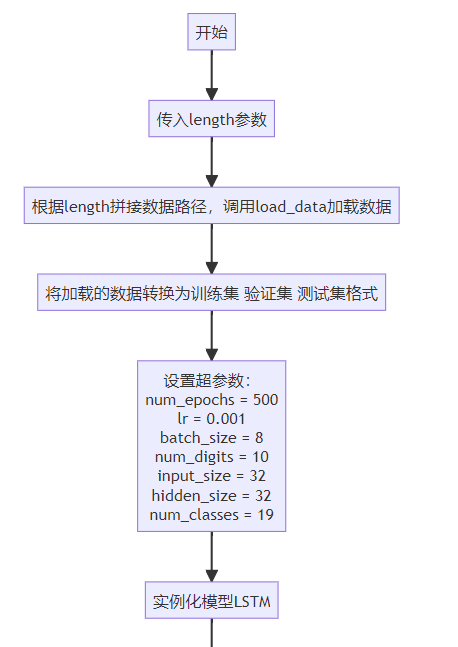 开始
传入length参数
根据length拼接数据路径，调用load_data加载数据
将加载的数据转换为训练集 验证集 测试集格式
设置超参数：
num_epochs = 500
lr = 0.001
batch_size = 8
num_digits = 10
input_size = 32
hidden_size = 32
num_classes = 19
实例化模型LSTM